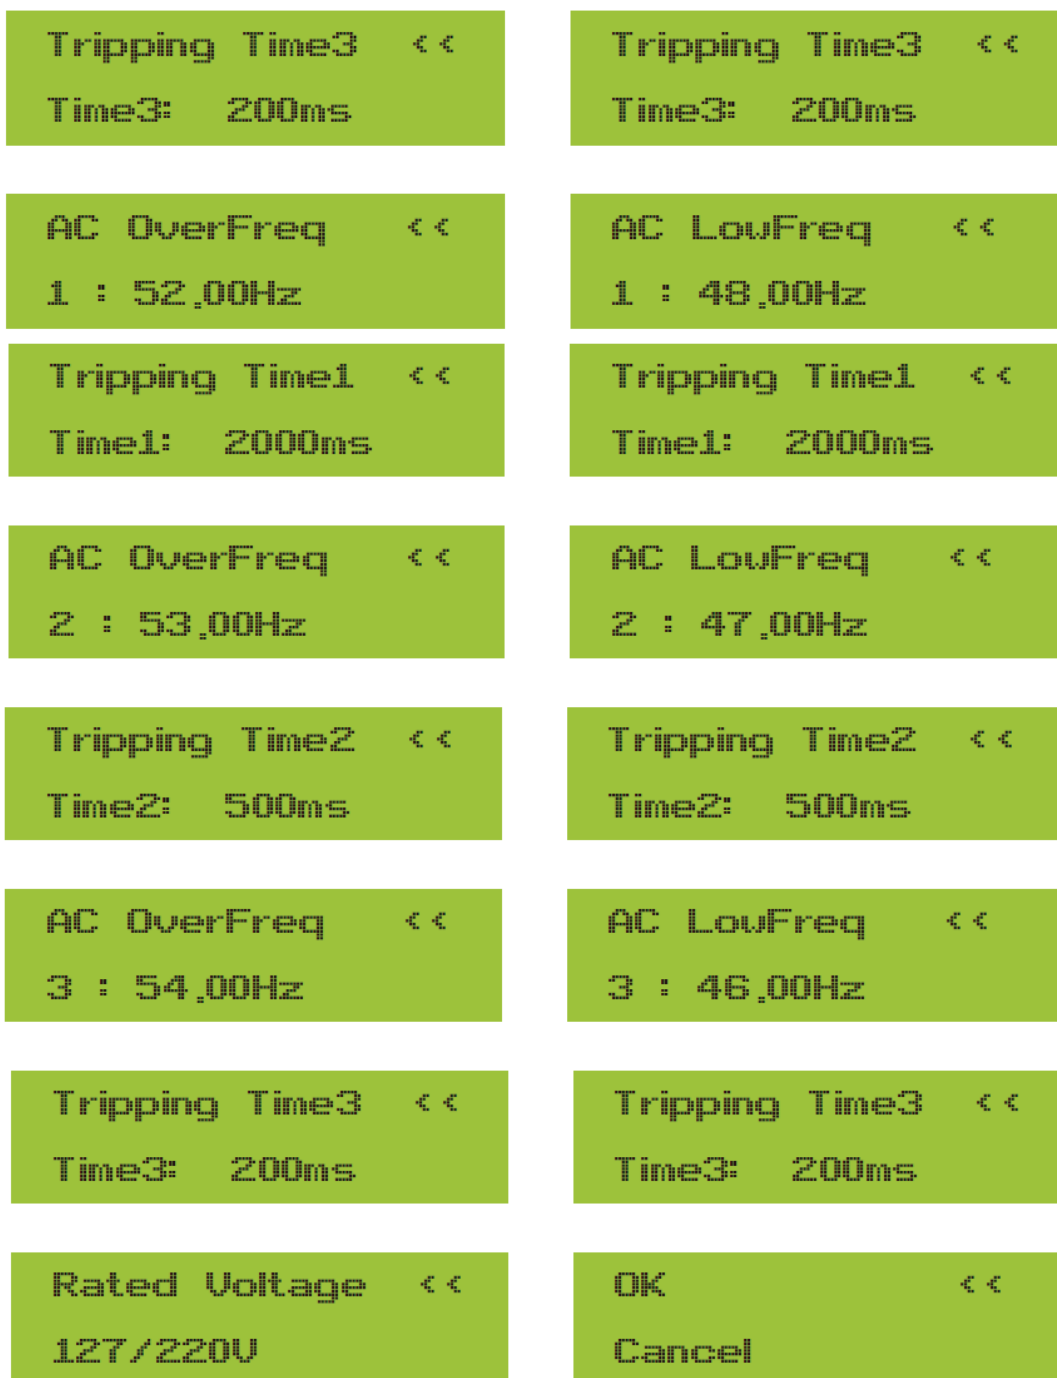 Tripping Time3 <<
Time3: 200ms
Tripping Time3 <<
Time3: 200ms
AC OverFreq <<
1 : 52.00Hz
AC LowFreq <<
1 : 48.00Hz
Tripping Time1 <<
Time1: 2000ms
Tripping Time1 <<
Time1: 2000ms
AC OverFreq <<
2 : 53.00Hz
AC LowFreq <<
2 : 47.00Hz
Tripping Time2 <<
Time2: 500ms
Tripping Time2 <<
Time2: 500ms
AC OverFreq <<
3 : 54.00Hz
AC LowFreq <<
3 : 46.00Hz
Tripping Time3 <<
Time3: 200ms
Tripping Time3 <<
Time3: 200ms
Rated Voltage <<
127/220V
OK <<
Cancel